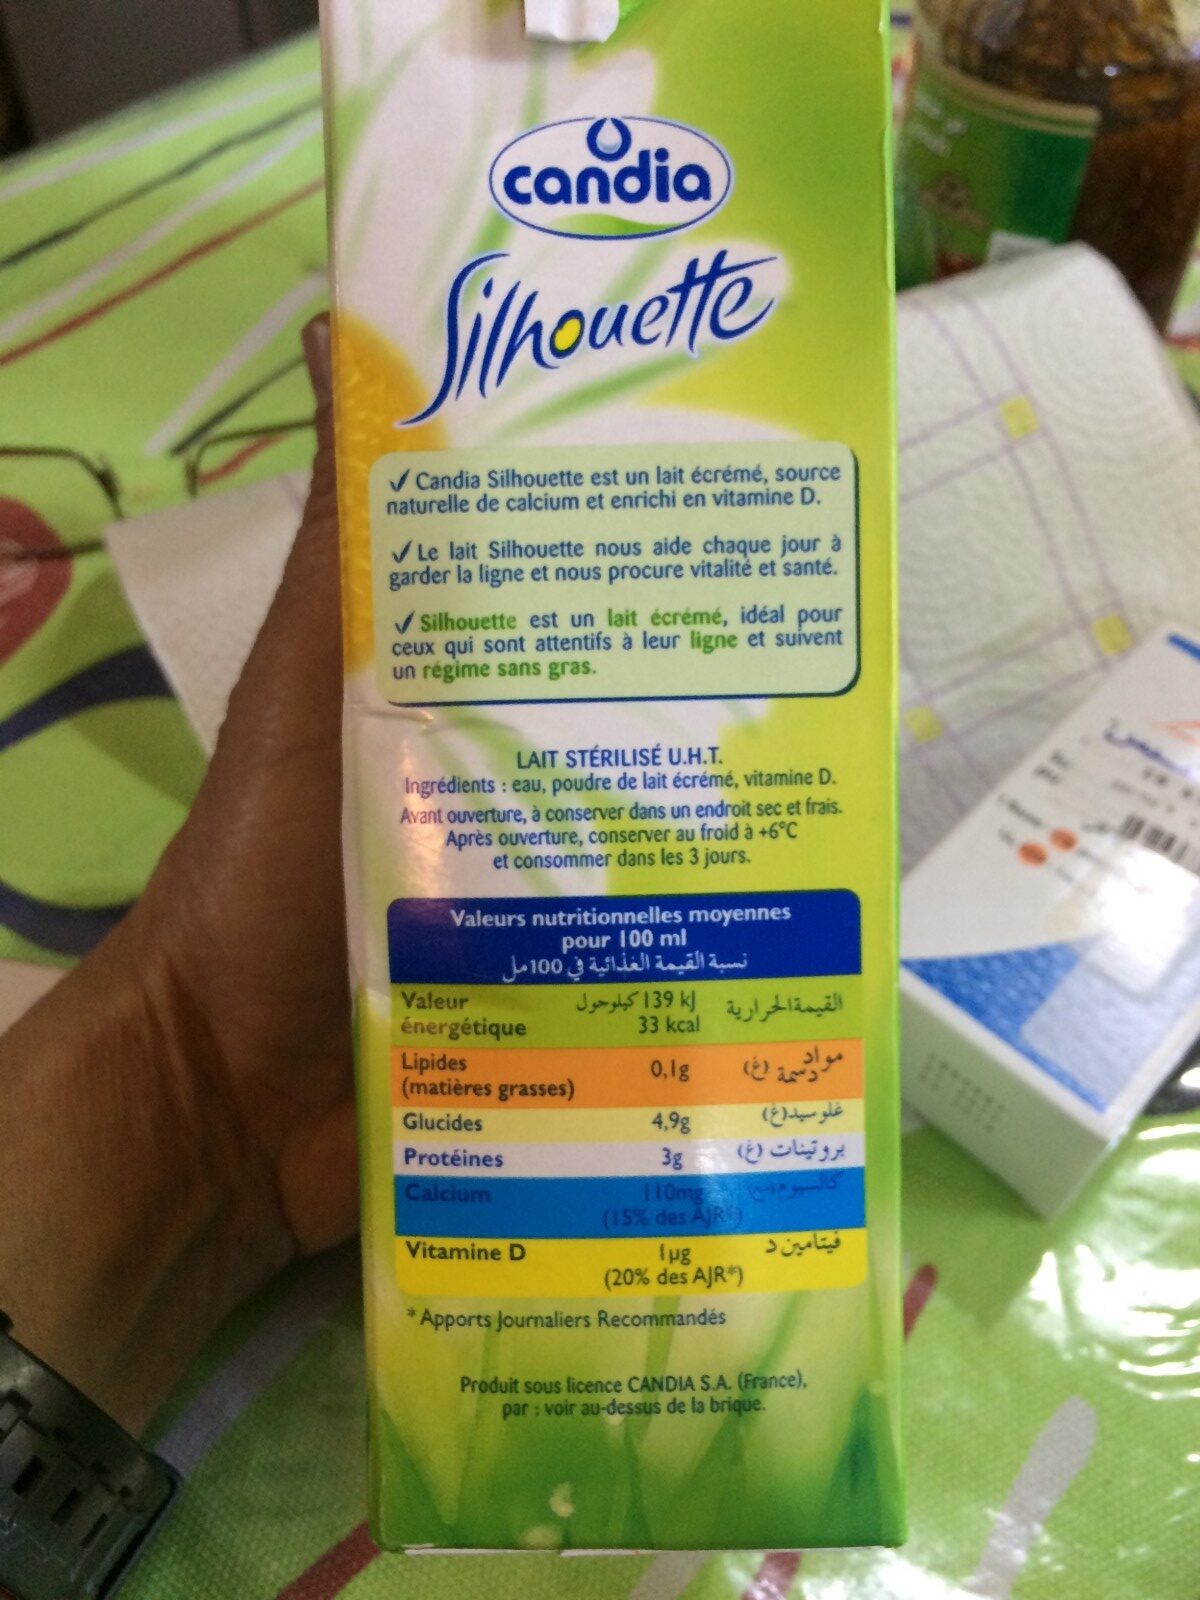 candia
Silhouette
✓ Candia Silhouette est un lait écrémé, source
naturelle de calcium et enrichi en vitamine D.
✓ Le lait Silhouette nous aide chaque jour à
garder la ligne et nous procure vitalité et santé.
✓ Silhouette est un lait écrémé, idéal pour
ceux qui sont attentifs à leur ligne et suivent
un régime sans gras.
LAIT STÉRILISÉ U.H.T.
Ingrédients : eau, poudre de lait écrémé, vitamine D.
Avant ouverture, à conserver dans un endroit sec et frais.
Après ouverture, conserver au froid à +6°C
et consommer dans les 3 jours.
Valeurs nutritionnelles moyennes
pour 100 ml
نسبة القيمة الغذائية في 100مل
Valeur énergétique 139 kJ كيلوجول 33 kcal القيمة الحرارية
Lipides (matières grasses) 0,1g مواد دسمة (غ)
Glucides 4,9g غلوسيد(غ)
Protéines 3g بروتينات (غ)
Calcium 110mg (15% des AJR*) كالسيوم
Vitamine D 1µg (20% des AJR*) فيتامين د
* Apports Journaliers Recommandés
Produit sous licence CANDIA S.A. (France),
par : voir au-dessus de la brique.